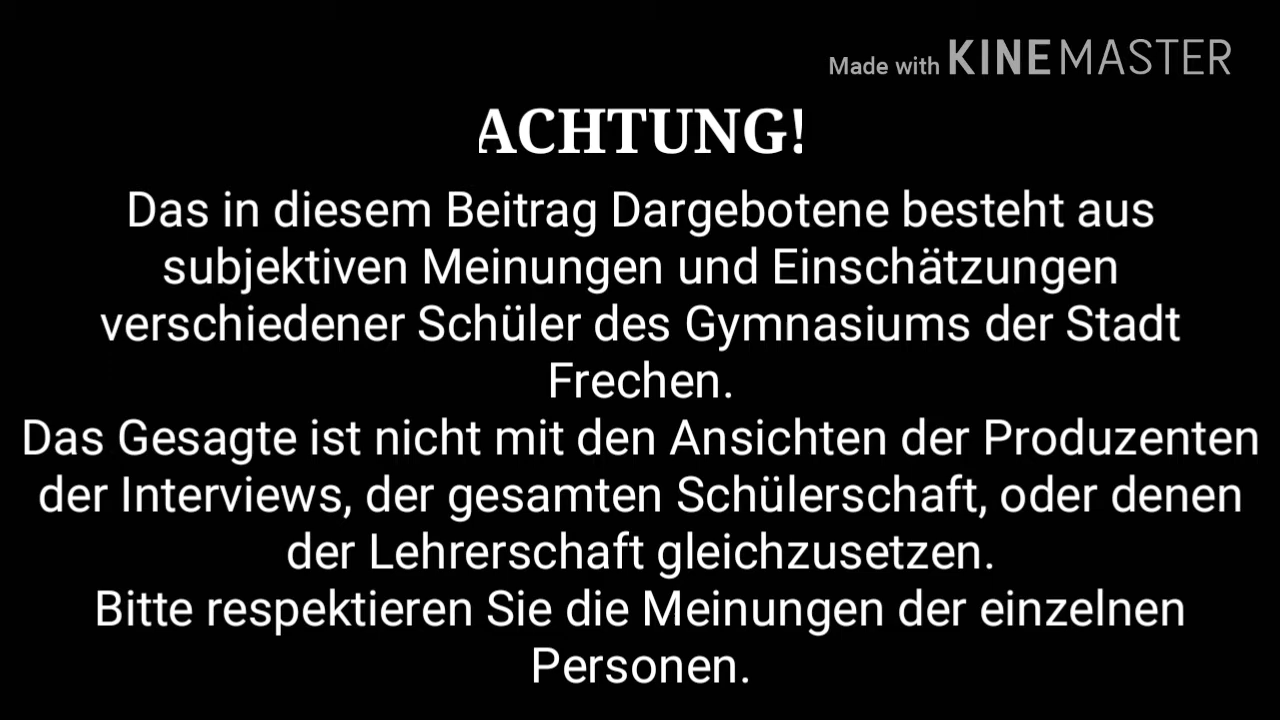 Made with KINEMASTER
ACHTUNG!
Das in diesem Beitrag Dargebotene besteht aus
subjektiven Meinungen und Einschätzungen
verschiedener Schüler des Gymnasiums der Stadt
Frechen.
Das Gesagte ist nicht mit den Ansichten der Produzenten
der Interviews, der gesamten Schülerschaft, oder denen
der Lehrerschaft gleichzusetzen.
Bitte respektieren Sie die Meinungen der einzelnen
Personen.